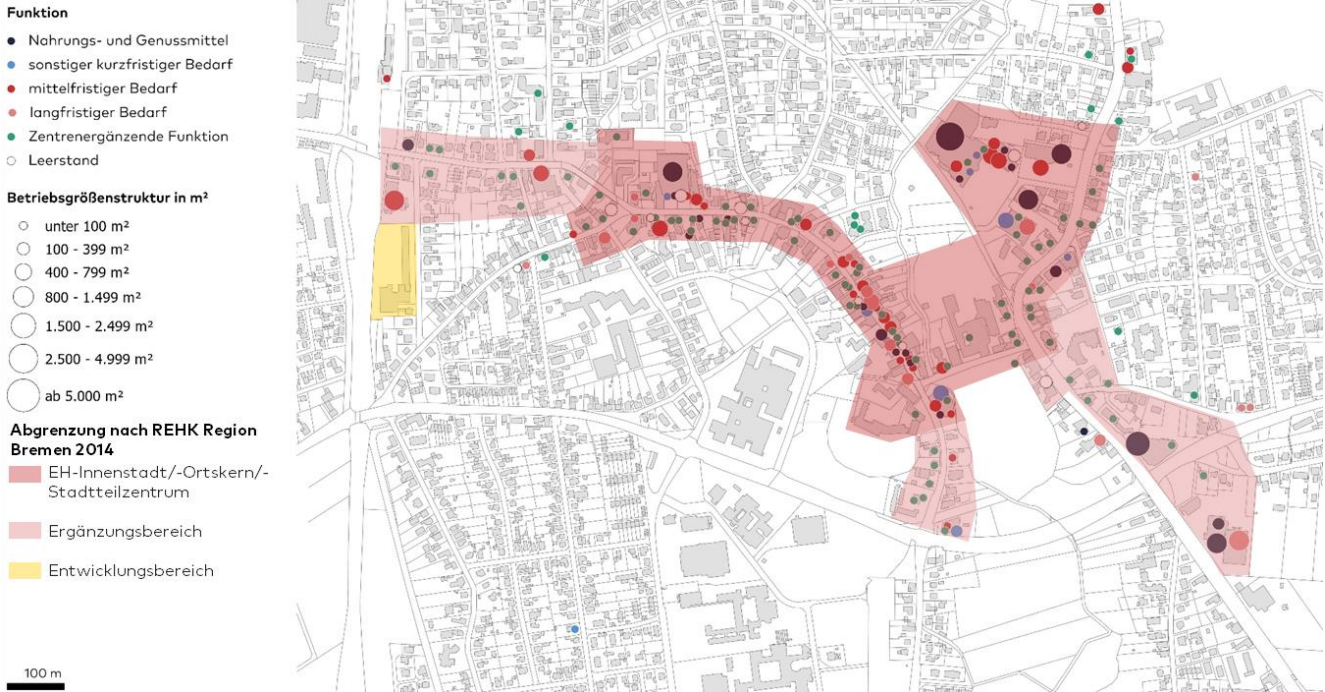 Funktion
Nahrungs- und Genussmittel
sonstiger kurzfristiger Bedarf
mittelfristiger Bedarf
langfristiger Bedarf
Zentrenergänzende Funktion
Leerstand
Betriebsgrößenstruktur in m²
unter 100 m²
100 - 399 m²
400 - 799 m²
800 - 1.499 m²
1.500 - 2.499 m²
2.500 - 4.999 m²
ab 5.000 m²
Abgrenzung nach REHK Region
Bremen 2014
EH-Innenstadt/-Ortskern/-
Stadtteilzentrum
Ergänzungsbereich
Entwicklungsbereich
100 m